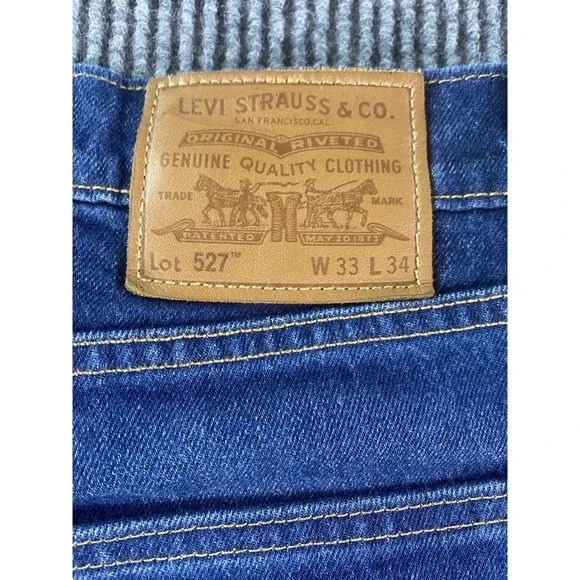 LEVI STRAUSS & CO.
SAN FRANCISCO, CAL.
ORIGINAL RIVETED
GENUINE QUALITY CLOTHING
TRADE MARK
PATENTED MAY 20 1873
Lot 527™ W 33 L 34